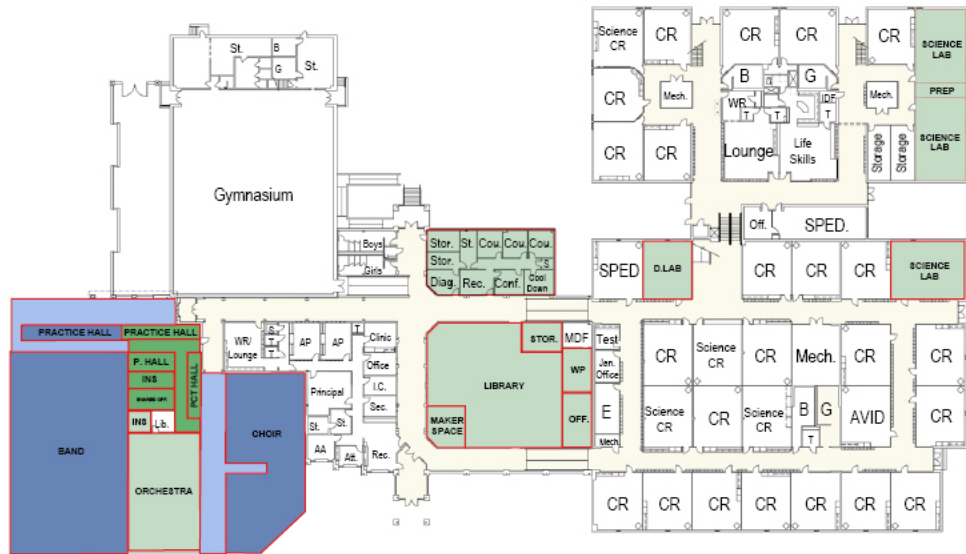 St.
B
G
St.
Gymnasium
Boys
Girls
Science
CR
CR
CR
CR
CR
SCIENCE
LAB
B
G
Mech.
Mech.
PREP
CR
WR
IDF
T
T
T
SCIENCE
LAB
CR
CR
Lounge
Life
Skills
Storage
Storage
Off.
SPED.
Stor.
St.
Cou.
Cou.
Cou.
Stor.
S
Diag.
Rec.
Conf.
Cool
Down
SPED
D.LAB
CR
CR
CR
SCIENCE
LAB
PRACTICE HALL
PRACTICE HALL
P. HALL
INS
PCT HALL
INS
Lib.
BAND
ORCHESTRA
CHOIR
WR/
Lounge
S
T
T
AP
AP
T
Clinic
Office
Principal
I.C.
Sec.
St.
St.
AA
Att.
Rec.
STOR.
MDF
LIBRARY
WP
MAKER
SPACE
OFF.
Test
Jan.
Office
E
Mech.
CR
Science
CR
Mech.
CR
CR
Science
CR
CR
Science
CR
B
G
T
AVID
CR
CR
CR
CR
CR
CR
CR
CR